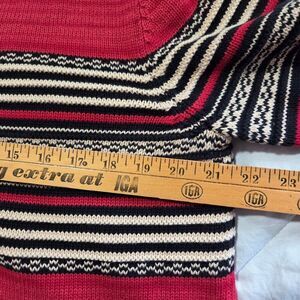 15 16 17 18 19 20 21 22 23
y extra at IGA IGA IGA